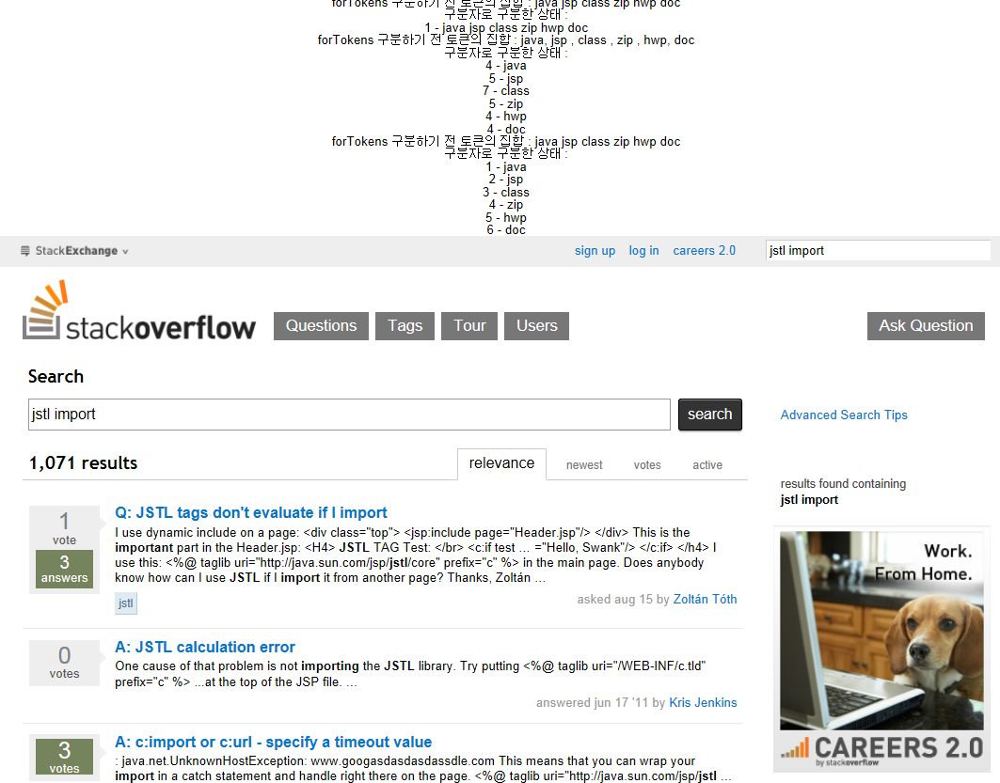 forTokens 구분하기 전 토큰의 집합 : java jsp class zip hwp doc
구분자로 구분한 상태 :
1 - java jsp class zip hwp doc
forTokens 구분하기 전 토큰의 집합 : java, jsp , class , zip , hwp, doc
구분자로 구분한 상태 :
4 - java
5 - jsp
7 - class
5 - zip
4 - hwp
4 - doc
forTokens 구분하기 전 토큰의 집합 : java jsp class zip hwp doc
구분자로 구분한 상태 :
1 - java
2 - jsp
3 - class
4 - zip
5 - hwp
6 - doc
StackExchange sign up log in careers 2.0 jstl import
stackoverflow Questions Tags Tour Users Ask Question
Search
jstl import search Advanced Search Tips
1,071 results relevance newest votes active
results found containing
jstl import
1
vote
3
answers
Q: JSTL tags don't evaluate if I import
I use dynamic include on a page: <div class="top"> <jsp:include page="Header.jsp"/> </div> This is the
important part in the Header.jsp: <H4> JSTL TAG Test: </br> <c:if test ... ="Hello, Swank"/> </c:if> </h4> I
use this: <%@ taglib uri="http://java.sun.com/jsp/jstl/core" prefix="c" %> in the main page. Does anybody
know how can I use JSTL if I import it from another page? Thanks, Zoltán ...
jstl
asked aug 15 by Zoltán Tóth
0
votes
A: JSTL calculation error
One cause of that problem is not importing the JSTL library. Try putting <%@ taglib uri="/WEB-INF/c.tld"
prefix="c" %> ...at the top of the JSP file. ...
answered jun 17 '11 by Kris Jenkins
3
votes
A: c:import or c:url - specify a timeout value
: java.net.UnknownHostException: www.googasdasdasdassdle.com This means that you can wrap your
import in a catch statement and handle right there on the page. <%@ taglib uri="http://java.sun.com/jsp/jstl ...
Work.
From Home.
CAREERS 2.0
by stackoverflow